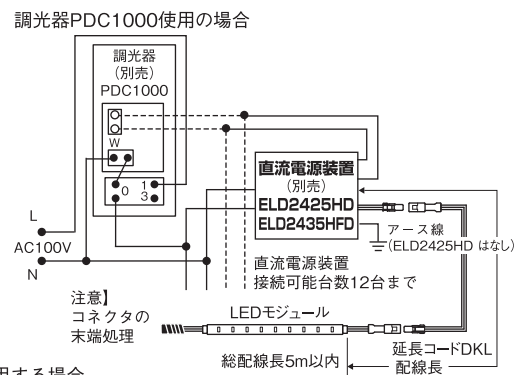 調光器PDC1000使用の場合
調光器
(別売)
PDC1000
W
0
1
3
L
AC100V
N
直流電源装置
(別売)
ELD2425HD
ELD2435HFD
アース線
(ELD2425HD はなし)
直流電源装置
接続可能台数12台まで
注意】
コネクタの
末端処理
LEDモジュール
延長コードDKL
総配線長5m以内
配線長
用する場合